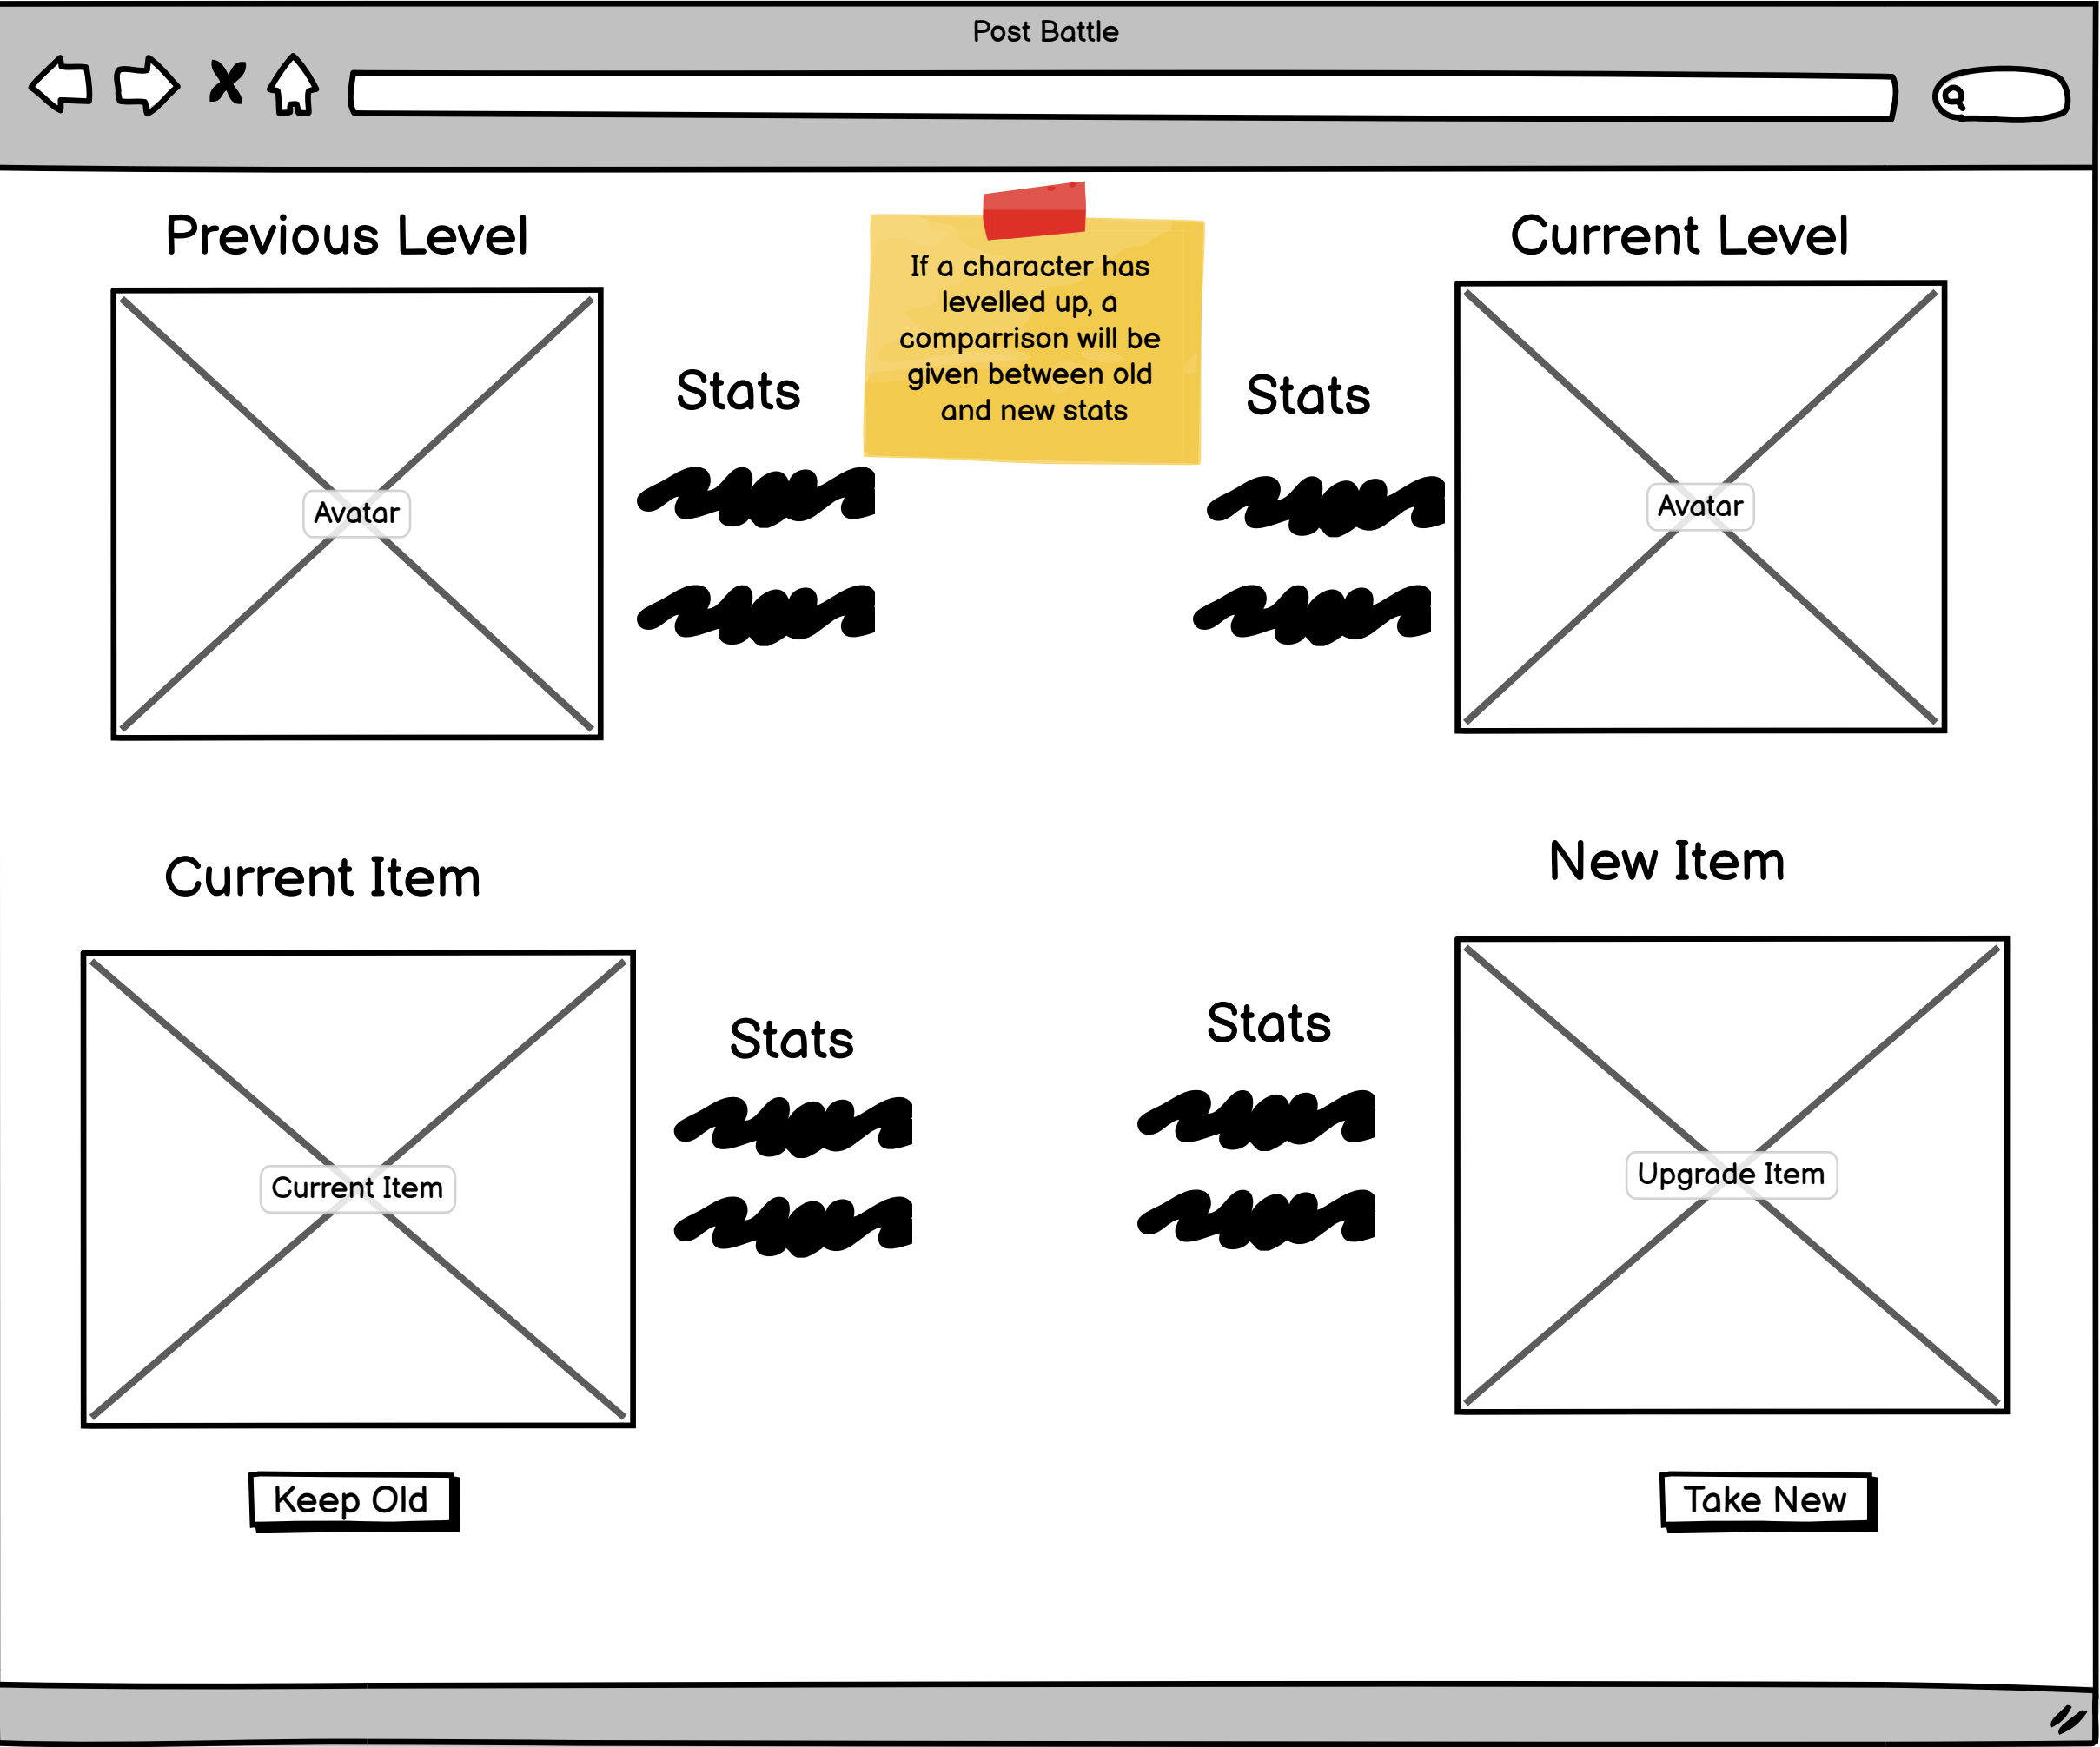 Post Battle
Previous Level
Current Level
If a character has
levelled up, a
comparrison will be
given between old
and new stats
Stats
Stats
Avatar
Avatar
Current Item
New Item
Stats
Stats
Current Item
Upgrade Item
Keep Old
Take New